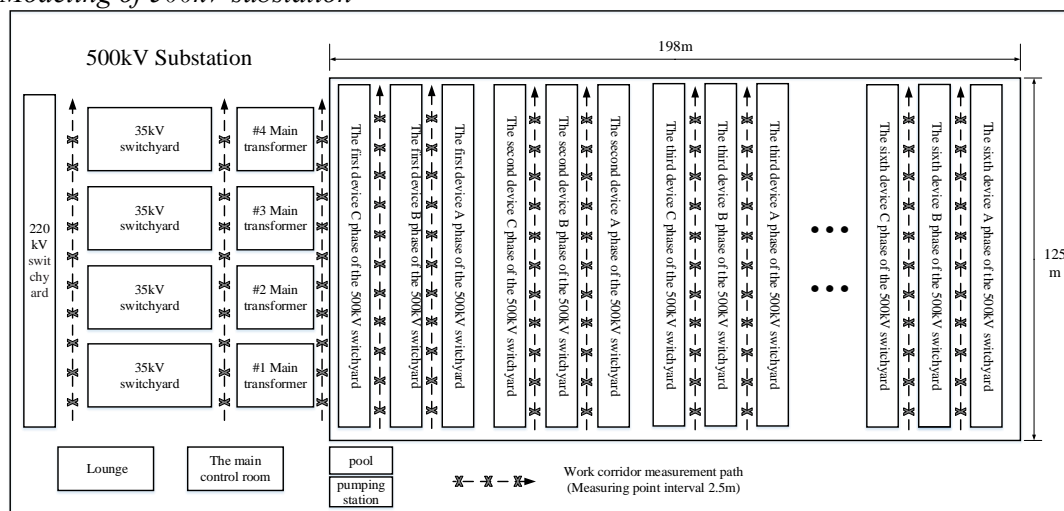 Modeling of 500kV substation
198m
500kV Substation
220
kV
swit
chy
ard
35kV
switchyard
#4 Main
transformer
35kV
switchyard
#3 Main
transformer
35kV
switchyard
#2 Main
transformer
35kV
switchyard
#1 Main
transformer
The first device C phase of the 500kV switchyard
The first device B phase of the 500kV switchyard
The first device A phase of the 500kV switchyard
The second device C phase of the 500kV switchyard
The second device B phase of the 500kV switchyard
The second device A phase of the 500kV switchyard
The third device C phase of the 500kV switchyard
The third device B phase of the 500kV switchyard
The third device A phase of the 500kV switchyard
The sixth device C phase of the 500kV switchyard
The sixth device B phase of the 500kV switchyard
The sixth device A phase of the 500kV switchyard
125
m
Lounge
The main
control room
pool
pumping
station
Work corridor measurement path
(Measuring point interval 2.5m)